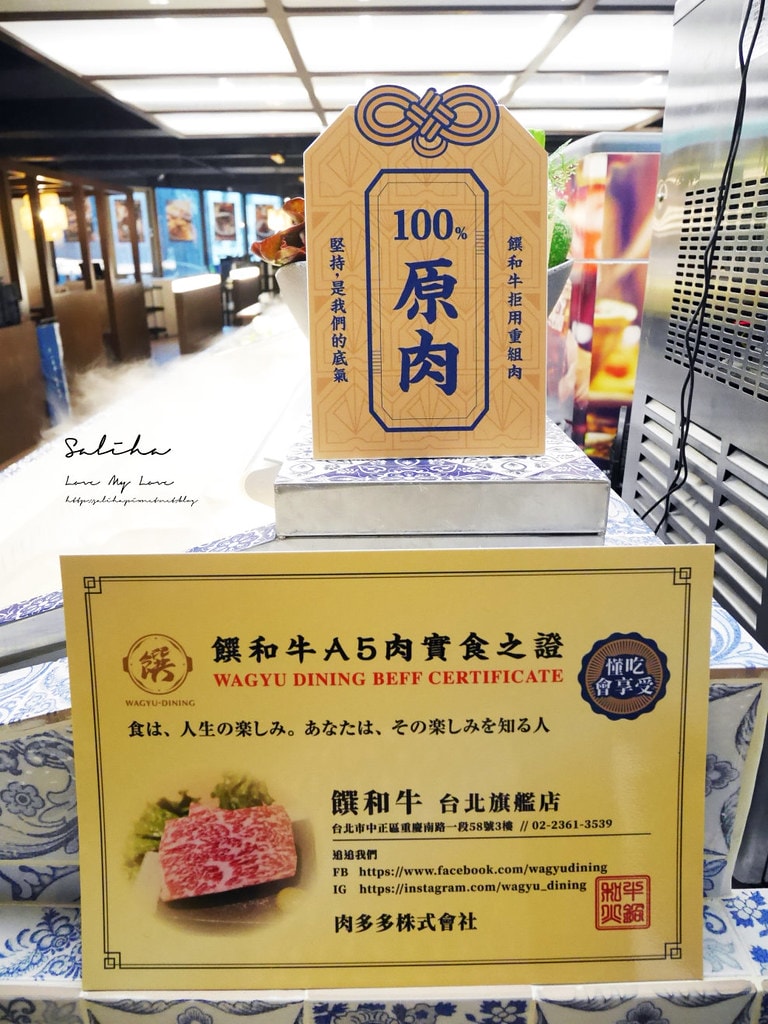 100%
原肉
饌和牛拒用重組肉
堅持,是我們的底氣
Saliha
Love My Love
饌
WAGYU-DINING
饌和牛A5肉實食之證
WAGYU DINING BEFF CERTIFICATE
懂吃
會享受
食は、人生の楽しみ。あなたは、その楽しみを知る人
饌和牛 台北旗艦店
台北市中正區重慶南路一段58號3樓 // 02-2361-3539
追追我們
FB https://www.facebook.com/wagyudining
IG https://instagram.com/wagyu_dining
肉多多株式會社